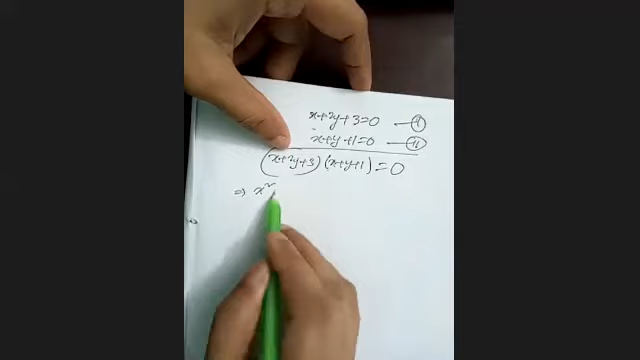 x+2y+3=0 — (I)
x+y+1=0 — (II)
(x+2y+3)(x+y+1)=0
⇒ x²